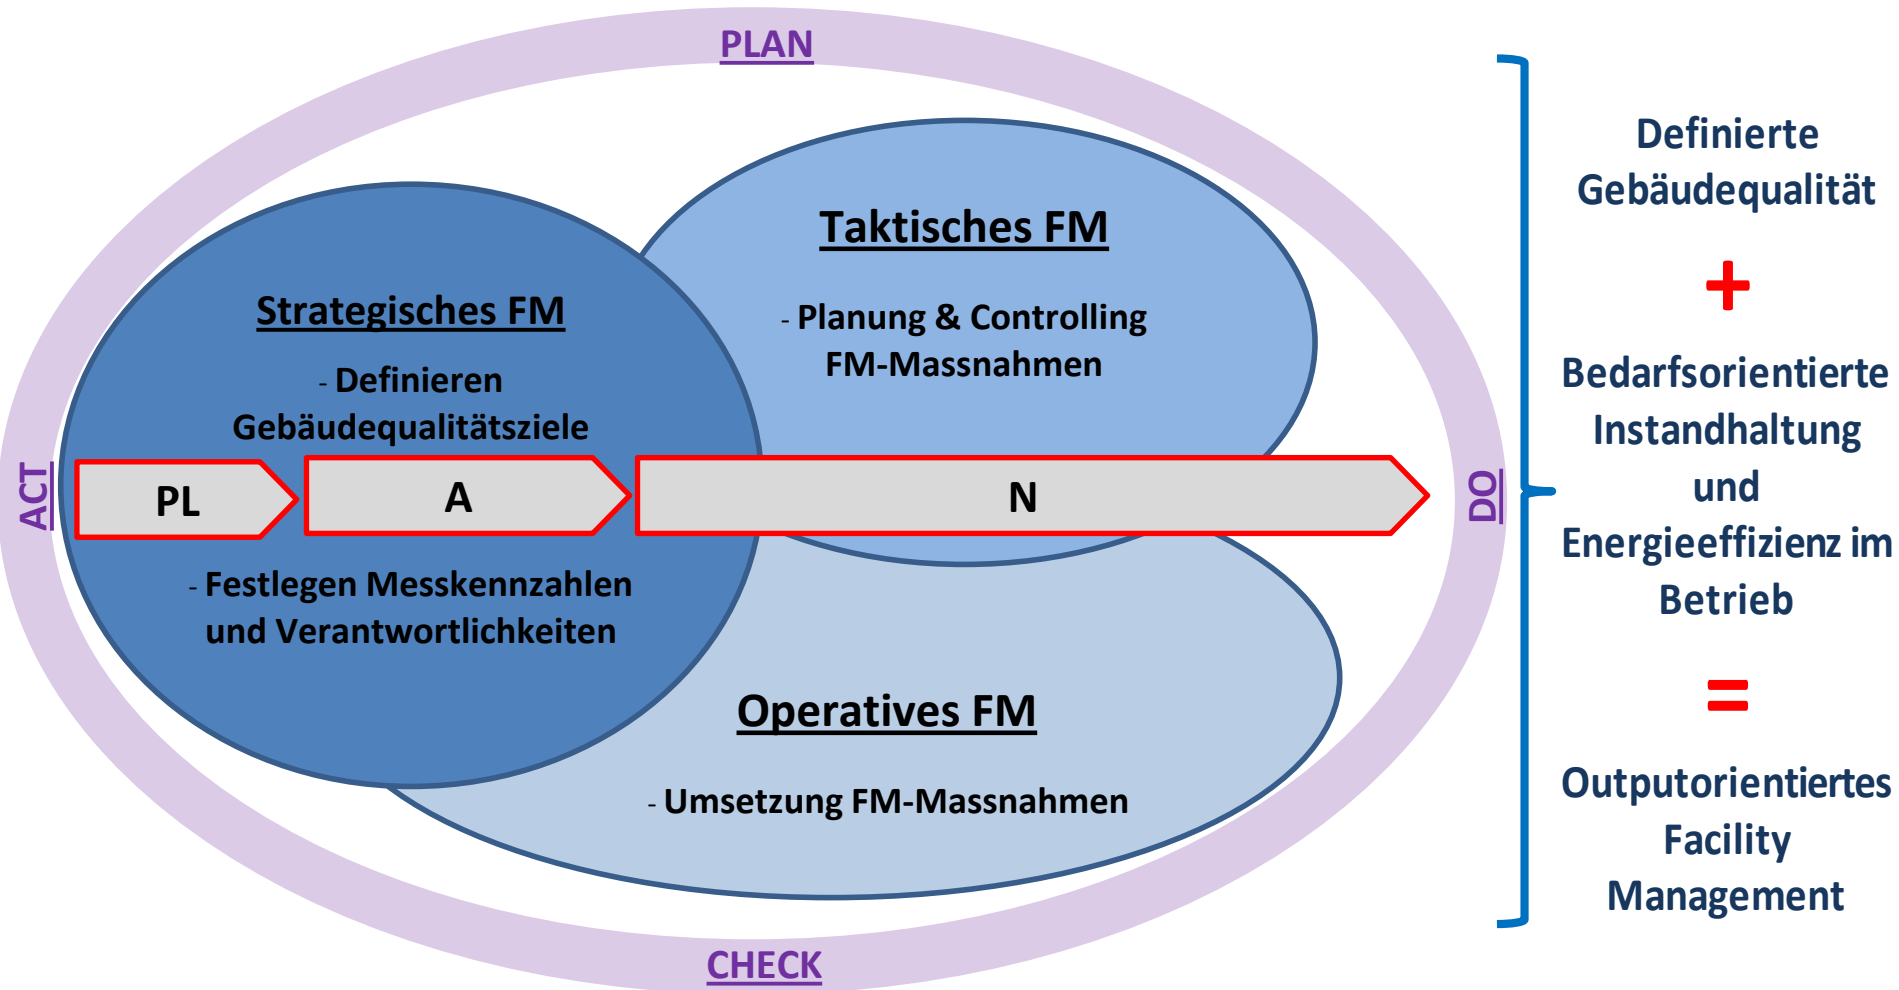 PLAN
Taktisches FM
- Planung & Controlling
FM-Massnahmen
Strategisches FM
- Definieren
Gebäudequalitätsziele
ACT
PL
A
N
DO
- Festlegen Messkennzahlen
und Verantwortlichkeiten
Operatives FM
- Umsetzung FM-Massnahmen
CHECK
Definierte
Gebäudequalität
+
Bedarfsorientierte
Instandhaltung
und
Energieeffizienz im
Betrieb
=
Outputorientiertes
Facility
Management